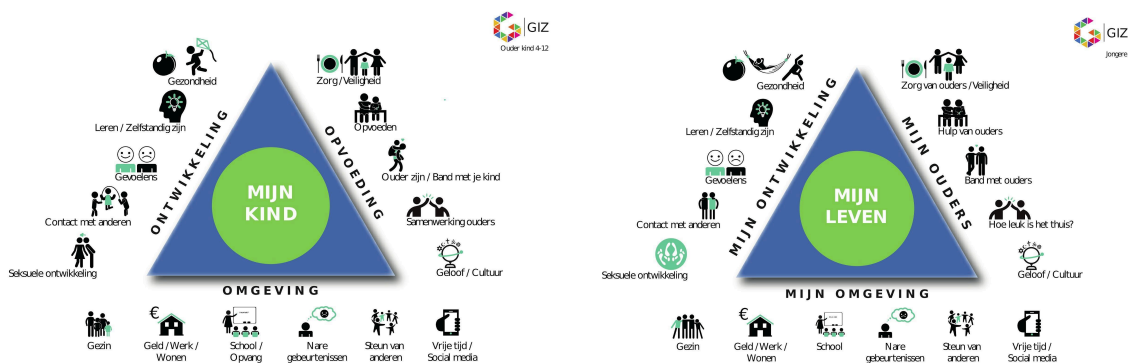 GIZ
Ouder kind 4-12
Gezondheid
Leren / Zelfstandig zijn
Gevoelens
Contact met anderen
Seksuele ontwikkeling
ONTWIKKELING
MIJN
KIND
OPVOEDING
Zorg / Veiligheid
Opvoeden
Ouder zijn / Band met je kind
Samenwerking ouders
Geloof / Cultuur
OMGEVING
Gezin
€
Geld / Werk /
Wonen
School /
Opvang
Nare
gebeurtenissen
Steun van
anderen
Vrije tijd /
Social media
GIZ
Jongere
Gezondheid
Leren / Zelfstandig zijn
Gevoelens
Contact met anderen
Seksuele ontwikkeling
MIJN ONTWIKKELING
MIJN
LEVEN
MIJN OUDERS
Zorg van ouders / Veiligheid
Hulp van ouders
Band met ouders
Hoe leuk is het thuis?
Geloof / Cultuur
MIJN OMGEVING
Gezin
€
Geld / Werk /
Wonen
School
Nare
gebeurtenissen
Steun van
anderen
Vrije tijd /
Social media